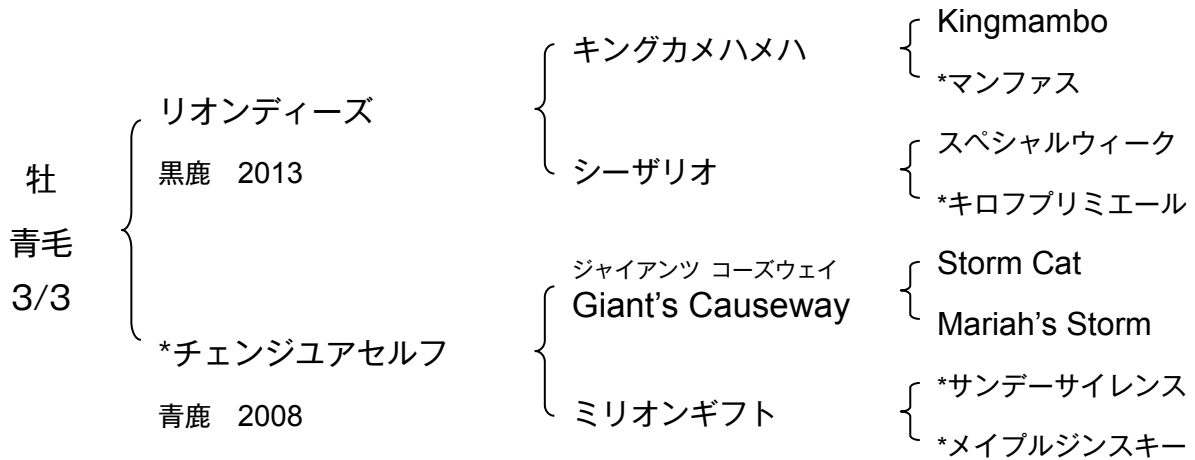 牡
青毛
3/3
リオンディーズ
黒鹿 2013
*チェンジユアセルフ
青鹿 2008
キングカメハメハ
シーザリオ
ジャイアンツ コーズウェイ
Giant’s Causeway
ミリオンギフト
Kingmambo
*マンファス
スペシャルウィーク
*キロフプリミエール
Storm Cat
Mariah’s Storm
*サンデーサイレンス
*メイプルジンスキー